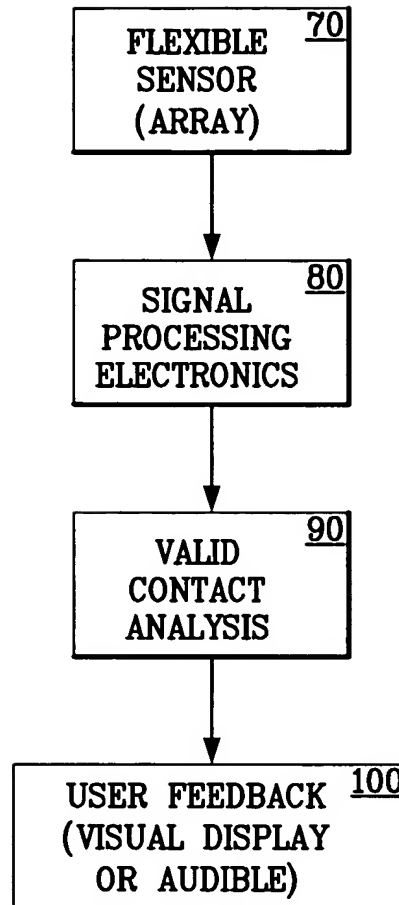 70
FLEXIBLE
SENSOR
(ARRAY)
80
SIGNAL
PROCESSING
ELECTRONICS
90
VALID
CONTACT
ANALYSIS
100
USER FEEDBACK
(VISUAL DISPLAY
OR AUDIBLE)